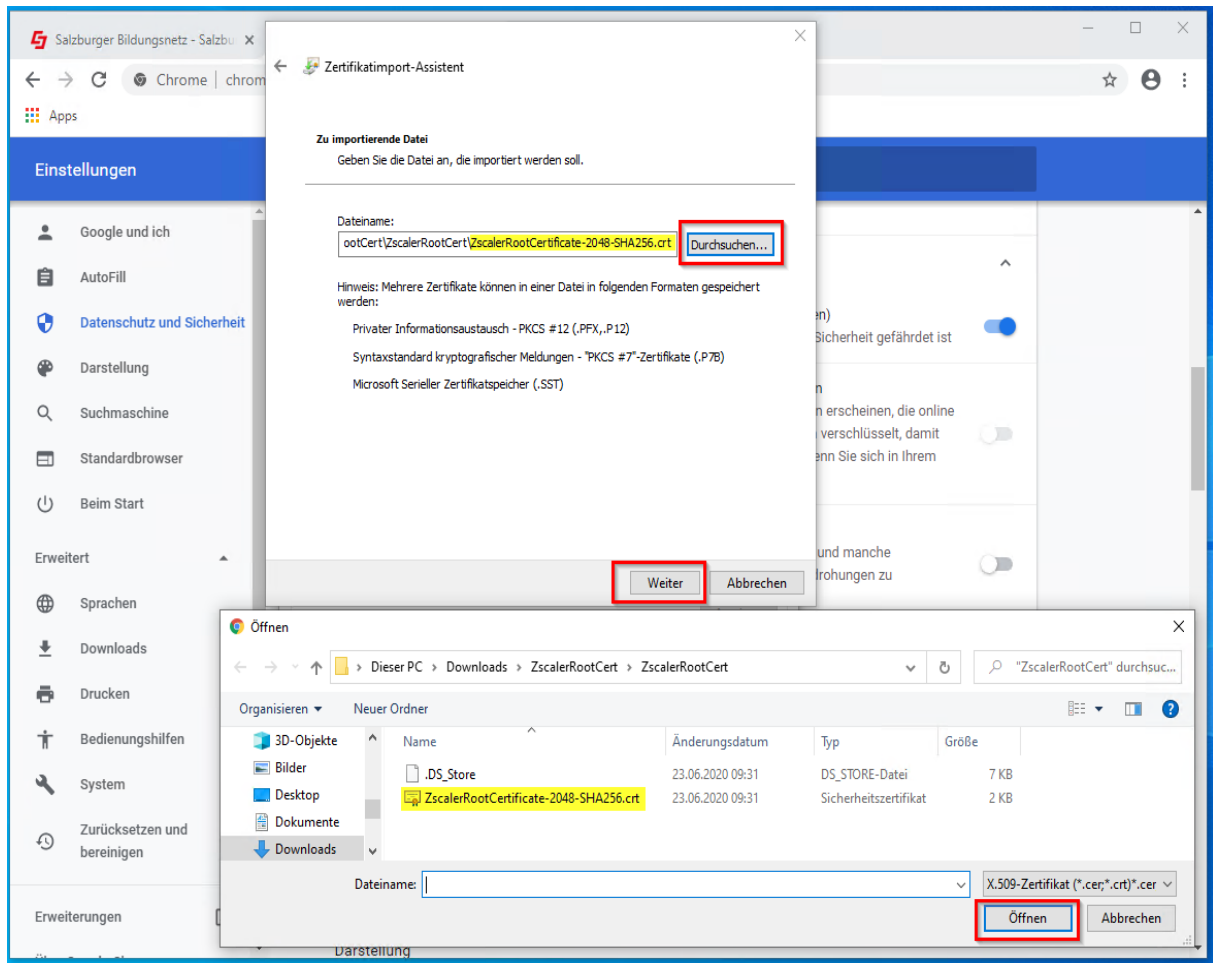 Salzburger Bildungsnetz - Salzbu
Chrome | chrom
Apps
Einstellungen
Google und ich
AutoFill
Datenschutz und Sicherheit
Darstellung
Suchmaschine
Standardbrowser
Beim Start
Erweitert
Sprachen
Downloads
Drucken
Bedienungshilfen
System
Zurücksetzen und
bereinigen
Erweiterungen
Zertifikatimport-Assistent
Zu importierende Datei
Geben Sie die Datei an, die importiert werden soll.
Dateiname:
ootCert\ZscalerRootCert\ZscalerRootCertificate-2048-SHA256.crt
Durchsuchen...
Hinweis: Mehrere Zertifikate können in einer Datei in folgenden Formaten gespeichert
werden:
Privater Informationsaustausch - PKCS #12 (.PFX,.P12)
Syntaxstandard kryptografischer Meldungen - "PKCS #7"-Zertifikate (.P7B)
Microsoft Serieller Zertifikatspeicher (.SST)
Weiter
Abbrechen
en)
Sicherheit gefährdet ist
n
n erscheinen, die online
verschlüsselt, damit
enn Sie sich in Ihrem
und manche
drohungen zu
Öffnen
Dieser PC > Downloads > ZscalerRootCert > ZscalerRootCert
"ZscalerRootCert" durchsuc...
Organisieren
Neuer Ordner
3D-Objekte
Bilder
Desktop
Dokumente
Downloads
Name Änderungsdatum Typ Größe
.DS_Store 23.06.2020 09:31 DS_STORE-Datei 7 KB
ZscalerRootCertificate-2048-SHA256.crt 23.06.2020 09:31 Sicherheitszertifikat 2 KB
Dateiname:
X.509-Zertifikat (*.cer;*.crt)*.cer
Öffnen
Abbrechen
Darstellung